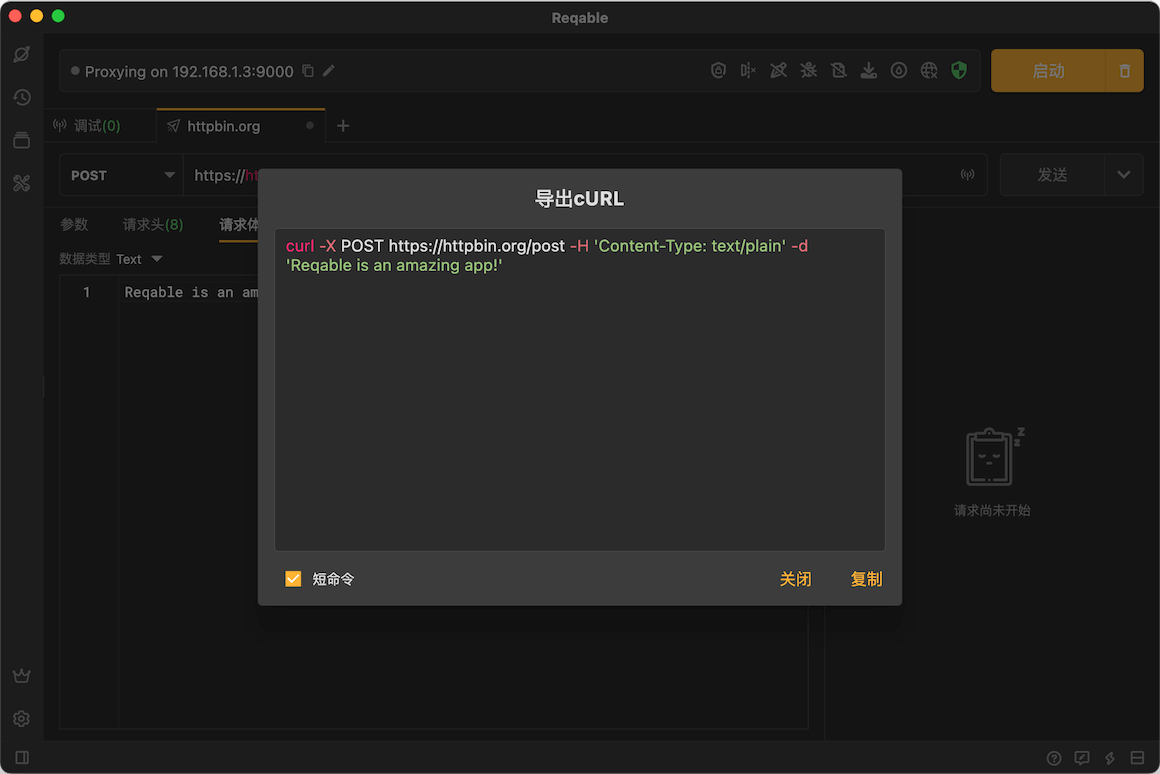 Reqable
Proxying on 192.168.1.3:9000
启动
调试(0)
httpbin.org
POST
https://
发送
参数
请求头(8)
请求体
数据类型 Text
1
Reqable is an am
导出cURL
curl -X POST https://httpbin.org/post -H 'Content-Type: text/plain' -d
'Reqable is an amazing app!'
短命令
关闭
复制
请求尚未开始